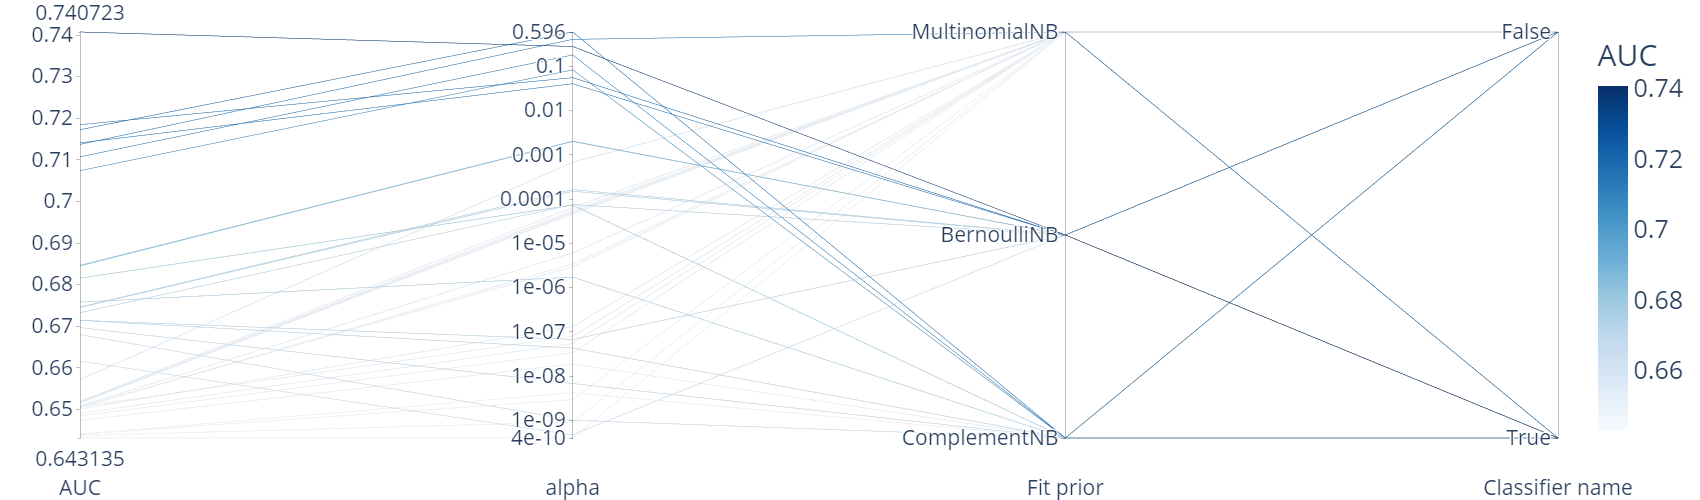 0.740723
0.74
0.73
0.72
0.71
0.7
0.69
0.68
0.67
0.66
0.65
0.643135
AUC
0.596
0.1
0.01
0.001
0.0001
1e-05
1e-06
1e-07
1e-08
1e-09
4e-10
alpha
MultinomialNB
BernoulliNB
ComplementNB
Fit prior
False
True
Classifier name
AUC
0.74
0.72
0.7
0.68
0.66